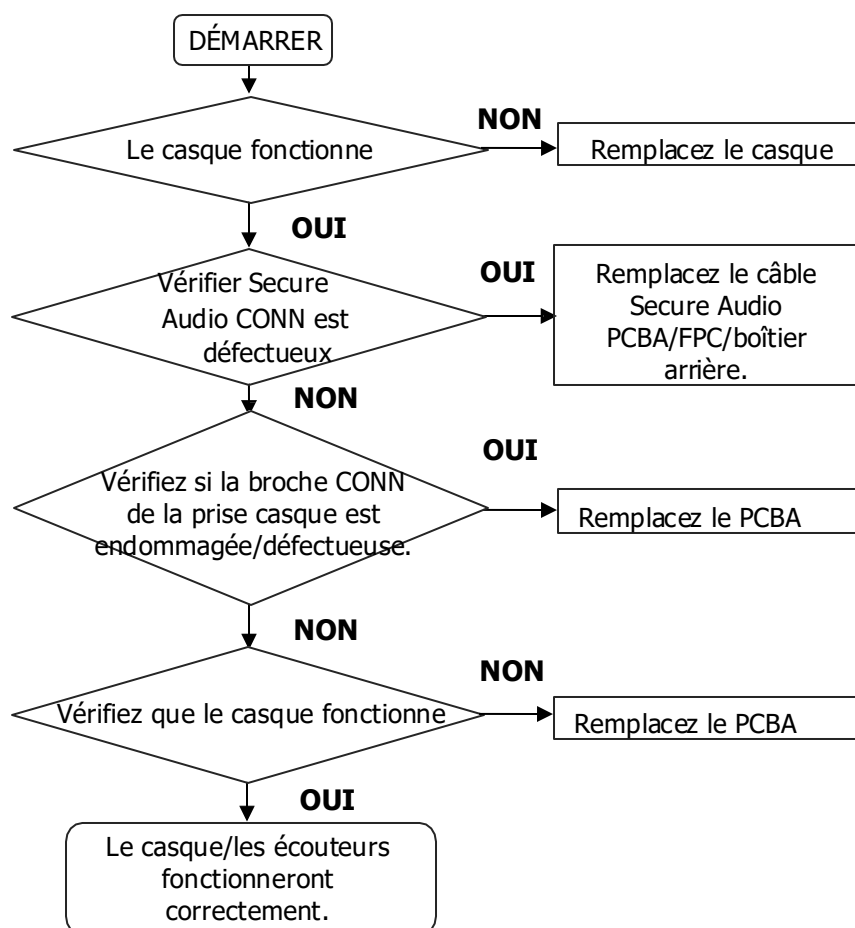 DÉMARRER
Le casque fonctionne
NON
Remplacez le casque
OUI
Vérifier Secure
Audio CONN est
défectueux
OUI
Remplacez le câble
Secure Audio
PCBA/FPC/boîtier
arrière.
NON
Vérifiez si la broche CONN
de la prise casque est
endommagée/défectueuse.
OUI
Remplacez le PCBA
NON
Vérifiez que le casque fonctionne
NON
Remplacez le PCBA
OUI
Le casque/les écouteurs
fonctionneront
correctement.